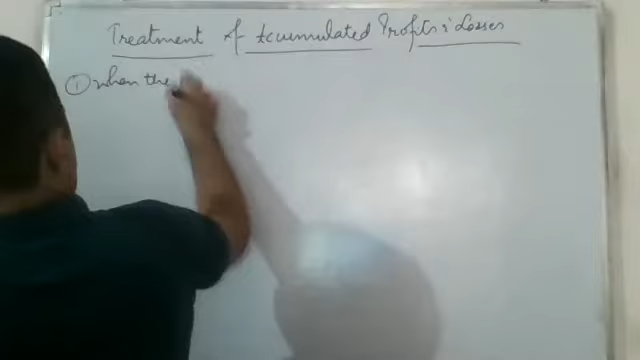 Treatment of Accumulated Profits & Losses
① when the